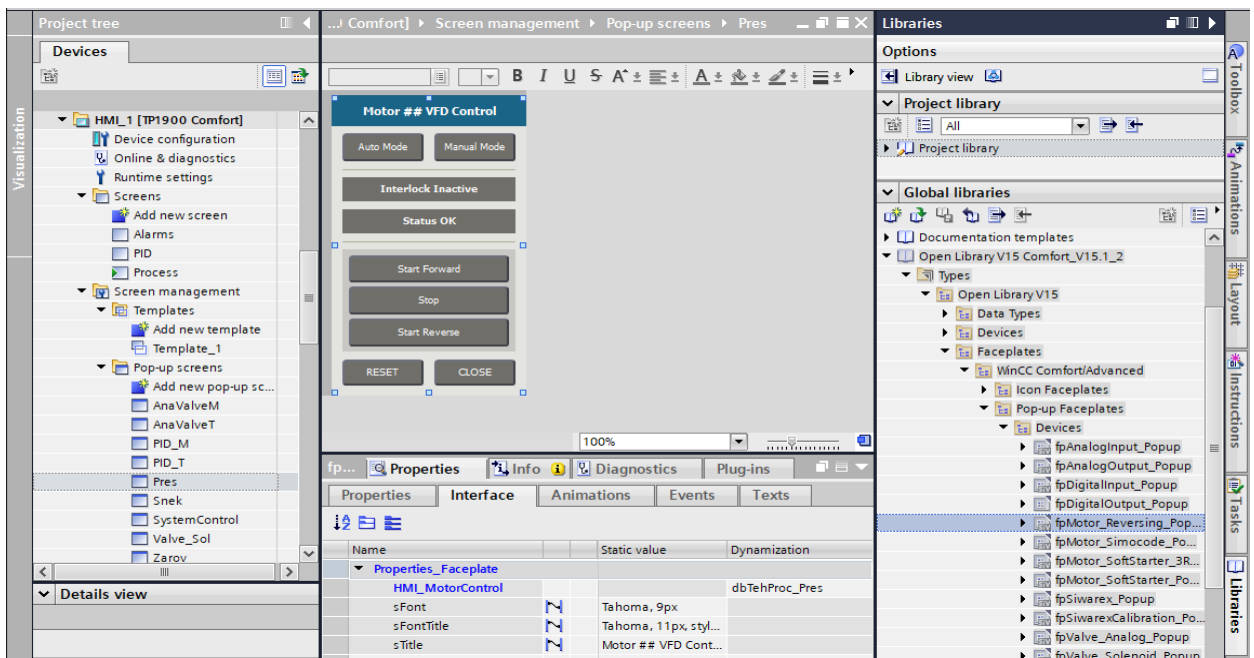 Visualization
Project tree
Devices
HMI_1 [TP1900 Comfort]
Device configuration
Online & diagnostics
Runtime settings
Screens
Add new screen
Alarms
PID
Process
Screen management
Templates
Add new template
Template_1
Pop-up screens
Add new pop-up sc...
AnaValveM
AnaValveT
PID_M
PID_T
Pres
Snek
SystemControl
Valve_Sol
Zarov
Details view
...) Comfort] Screen management Pop-up screens Pres
B I U S A A
Motor ## VFD Control
Auto Mode Manual Mode
Interlock Inactive
Status OK
Start Forward
Stop
Start Reverse
RESET CLOSE
100%
fp... Properties Info Diagnostics Plug-ins
Properties Interface Animations Events Texts
Name Static value Dynamization
Properties_Faceplate
HMI_MotorControl dbTehProc_Pres
sFont Tahoma, 9px
sFontTitle Tahoma, 11px, styl...
sTitle Motor ## VFD Cont...
Libraries
Options
Library view
Project library
All
Project library
Global libraries
Documentation templates
Open Library V15 Comfort_V15.1_2
Types
Open Library V15
Data Types
Devices
Faceplates
WinCC Comfort/Advanced
Icon Faceplates
Pop-up Faceplates
Devices
fpAnalogInput_Popup
fpAnalogOutput_Popup
fpDigitalInput_Popup
fpDigitalOutput_Popup
fpMotor_Reversing_Pop...
fpMotor_Simocode_Po...
fpMotor_SoftStarter_3R...
fpMotor_SoftStarter_Po...
fpSiwarex_Popup
fpSiwarexCalibration_Po...
fpValve_Analog_Popup
fpValve_Solenoid_Popup
Toolbox
Animations
Layout
Instructions
Tasks
Libraries